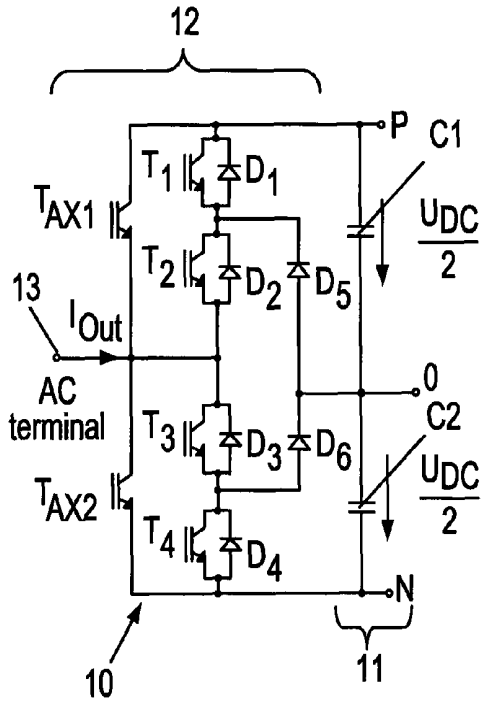 12
P
C1
T1
D1
TAX1
UDC
2
T2
D2
D5
13
IOut
0
AC
terminal
C2
T3
D3
D6
UDC
2
TAX2
T4
D4
N
10
11